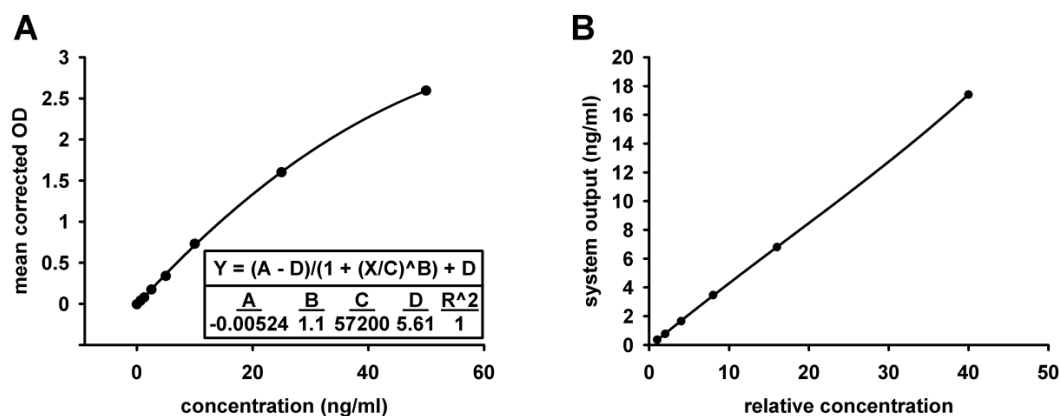 A
3
2.5
2
1.5
1
0.5
0
mean corrected OD
Y = (A - D)/(1 + (X/C)^B) + D
A B C D R^2
-0.00524 1.1 57200 5.61 1
0 20 40 60
concentration (ng/ml)
B
20
18
16
14
12
10
8
6
4
2
0
system output (ng/ml)
0 10 20 30 40 50
relative concentration